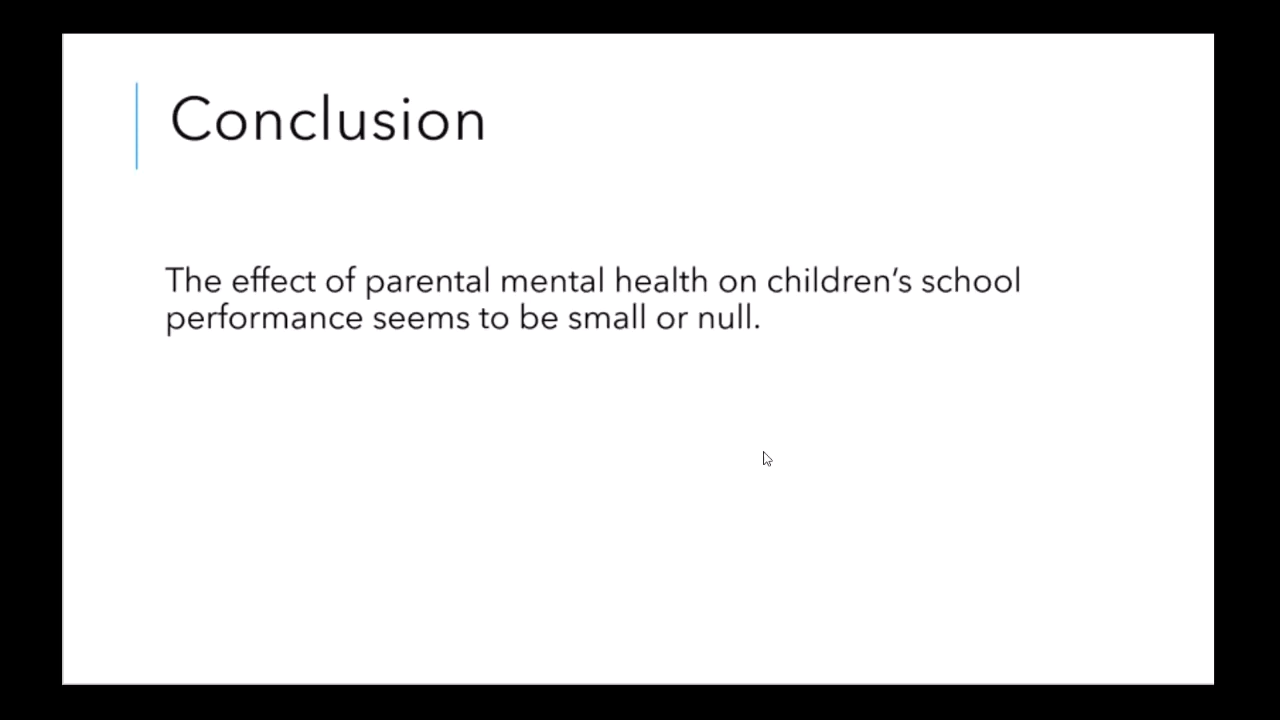 Conclusion
The effect of parental mental health on children’s school
performance seems to be small or null.